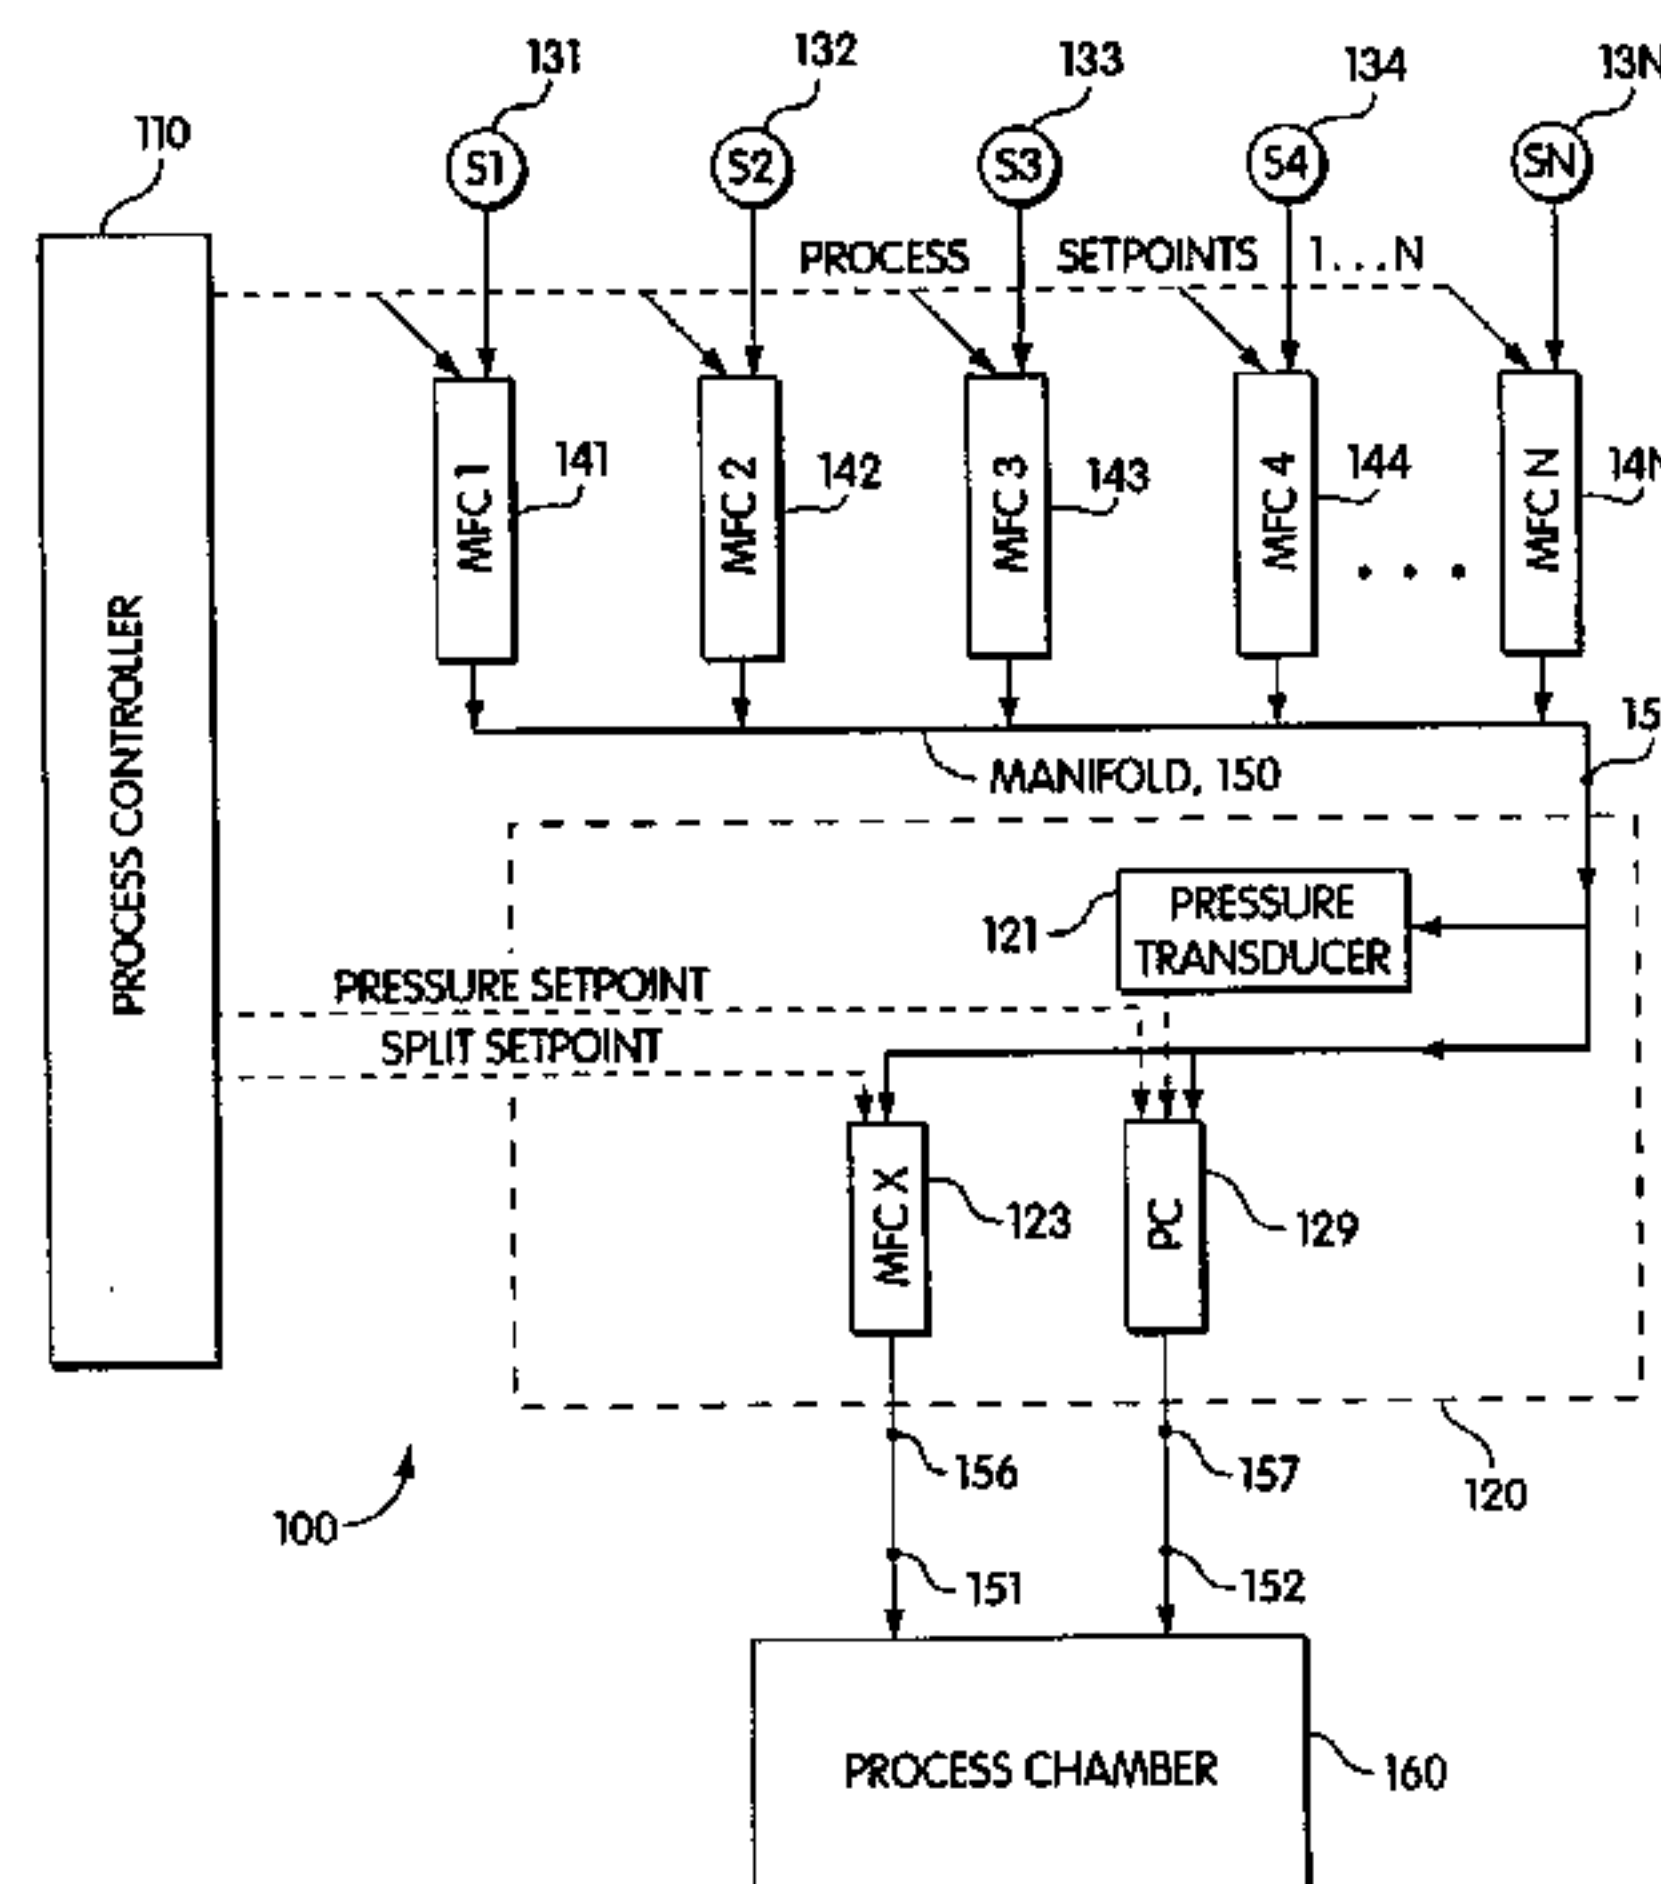 131
132
133
134
13N
110
S1
S2
S3
S4
SN
PROCESS SETPOINTS 1...N
MFC 1
141
MFC 2
142
MFC 3
143
MFC 4
144
. . .
MFC N
14N
PROCESS CONTROLLER
MANIFOLD, 150
15
121
PRESSURE
TRANSDUCER
PRESSURE SETPOINT
SPLIT SETPOINT
MFC X
123
PC
129
156
157
120
100
151
152
PROCESS CHAMBER
160